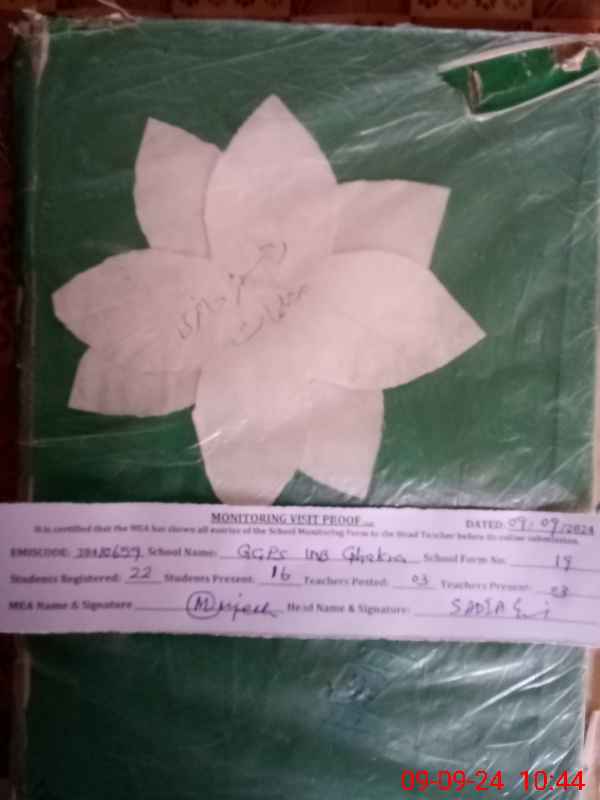 رجسٹر حاضری
معلمات
MONITORING VISIT PROOF
DATED: 09/09/2024
It is certified that the MEA has shown all entries of the School Monitoring Form to the Head Teacher before its online submission.
EMISCODE: School Name: GGPS School Form No. 19
Students Registered: 22 Students Present: 16 Teachers Posted: 03 Teachers Present: 03
MEA Name & Signature Head Name & Signature: SADIA
09-09-24 10:44